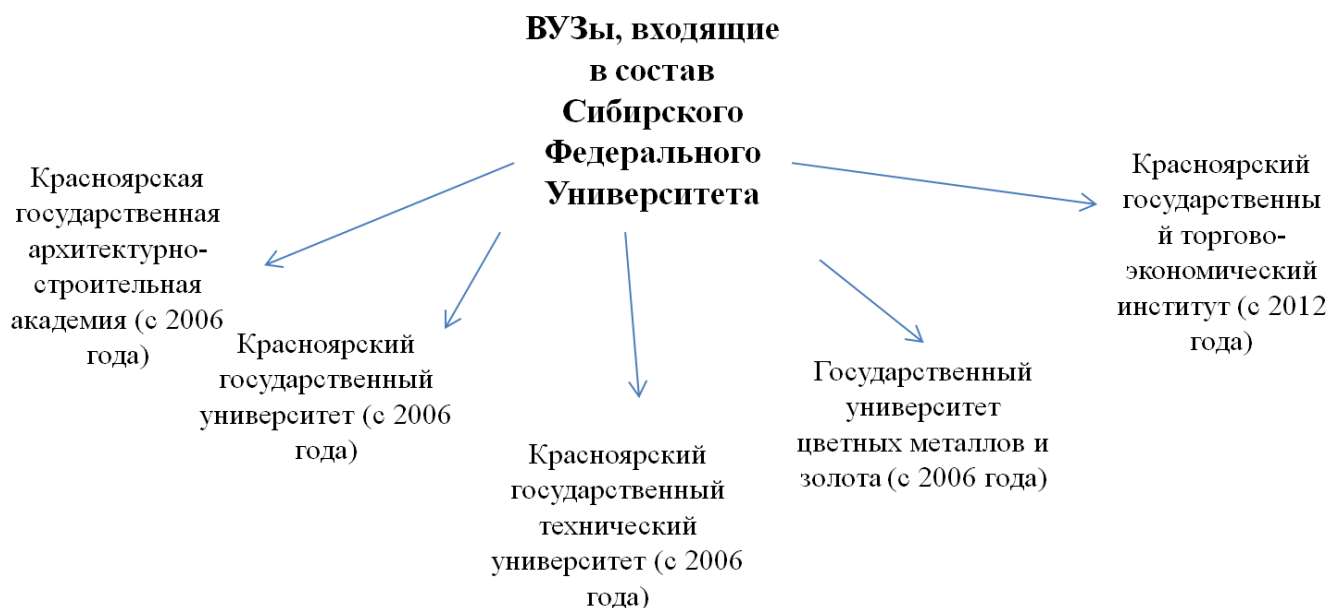 ВУЗы, входящие
в состав
Сибирского
Федерального
Университета
Красноярская
государственная
архитектурно-
строительная
академия (с 2006
года)
Красноярский
государственный
университет (с 2006
года)
Красноярский
государственный
технический
университет (с 2006
года)
Государственный
университет
цветных металлов и
золота (с 2006 года)
Красноярский
государственны
й торгово-
экономический
институт (с 2012
года)